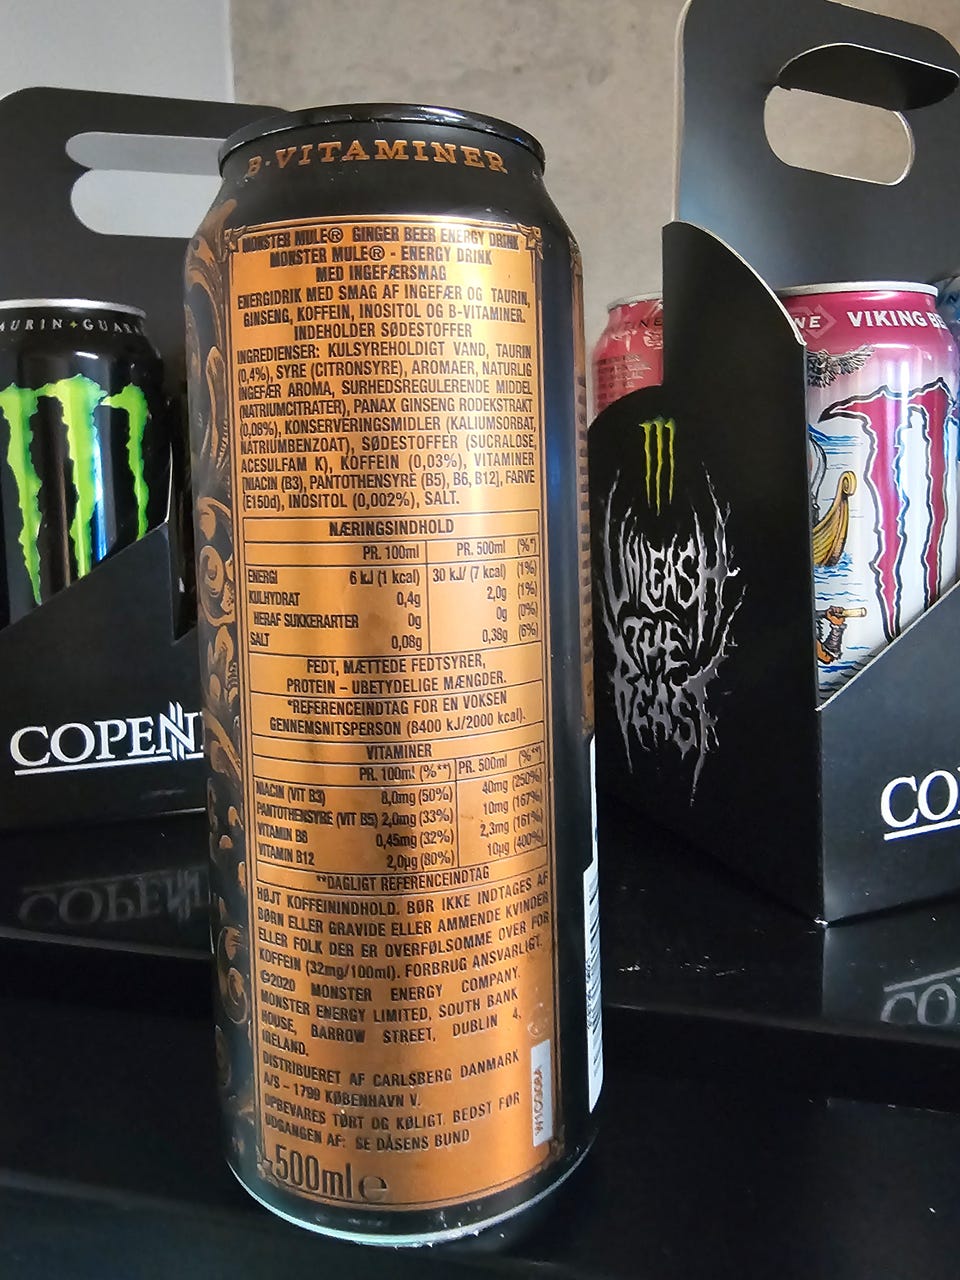 B-VITAMINER
MONSTER MULE® GINGER BEER ENERGY DRINK
MONSTER MULE® - ENERGY DRINK
MED INGEFÆRSMAG
ENERGIDRIK MED SMAG AF INGEFÆR OG TAURIN,
GINSENG, KOFFEIN, INOSITOL OG B-VITAMINER.
INDEHOLDER SØDESTOFFER
INGREDIENSER: KULSYREHOLDIGT VAND, TAURIN
(0,4%), SYRE (CITRONSYRE), AROMAER, NATURLIG
INGEFÆR AROMA, SURHEDSREGULERENDE MIDDEL
(NATRIUMCITRATER), PANAX GINSENG RODEKSTRAKT
(0,08%), KONSERVERINGSMIDLER (KALIUMSORBAT,
NATRIUMBENZOAT), SØDESTOFFER (SUCRALOSE,
ACESULFAM K), KOFFEIN (0,03%), VITAMINER
[NIACIN (B3), PANTOTHENSYRE (B5), B6, B12], FARVE
(E150d), INOSITOL (0,002%), SALT.
NÆRINGSINDHOLD
PR. 100ml PR. 500ml (%*)
ENERGI 6 kJ (1 kcal) 30 kJ/ (7 kcal) (1%)
KULHYDRAT 0,4g 2,0g (1%)
HERAF SUKKERARTER 0g 0g (0%)
SALT 0,08g 0,38g (6%)
FEDT, MÆTTEDE FEDTSYRER,
PROTEIN – UBETYDELIGE MÆNGDER.
*REFERENCEINDTAG FOR EN VOKSEN
GENNEMSNITSPERSON (8400 kJ/2000 kcal).
VITAMINER
PR. 100ml (%**) PR. 500ml (%**)
NIACIN (VIT B3) 8,0mg (50%) 40mg (250%)
PANTOTHENSYRE (VIT B5) 2,0mg (33%) 10mg (167%)
VITAMIN B6 0,45mg (32%) 2,3mg (161%)
VITAMIN B12 2,0µg (80%) 10µg (400%)
**DAGLIGT REFERENCEINDTAG
HØJT KOFFEININDHOLD. BØR IKKE INDTAGES AF
BØRN ELLER GRAVIDE ELLER AMMENDE KVINDER
ELLER FOLK DER ER OVERFØLSOMME OVER FOR
KOFFEIN (32mg/100ml). FORBRUG ANSVARLIGT.
©2020 MONSTER ENERGY COMPANY.
MONSTER ENERGY LIMITED, SOUTH BANK
HOUSE, BARROW STREET, DUBLIN 4,
IRELAND.
DISTRIBUERET AF CARLSBERG DANMARK
A/S – 1799 KØBENHAVN V.
OPBEVARES TØRT OG KØLIGT. BEDST FØR
UDGANGEN AF: SE DÅSENS BUND
500ml e
AURIN + GUARA
COPEN
UNLEASH
THE
BEAST
NE VIKING BE
CO